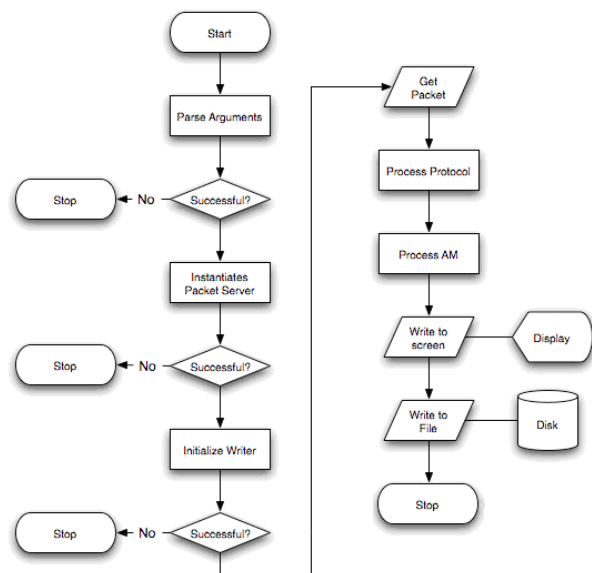 Start
Parse Arguments
Stop
No
Successful?
Instantiates
Packet Server
Stop
No
Successful?
Initialize Writer
Stop
No
Successful?
Get
Packet
Process Protocol
Process AM
Write to
screen
Display
Write to
File
Disk
Stop